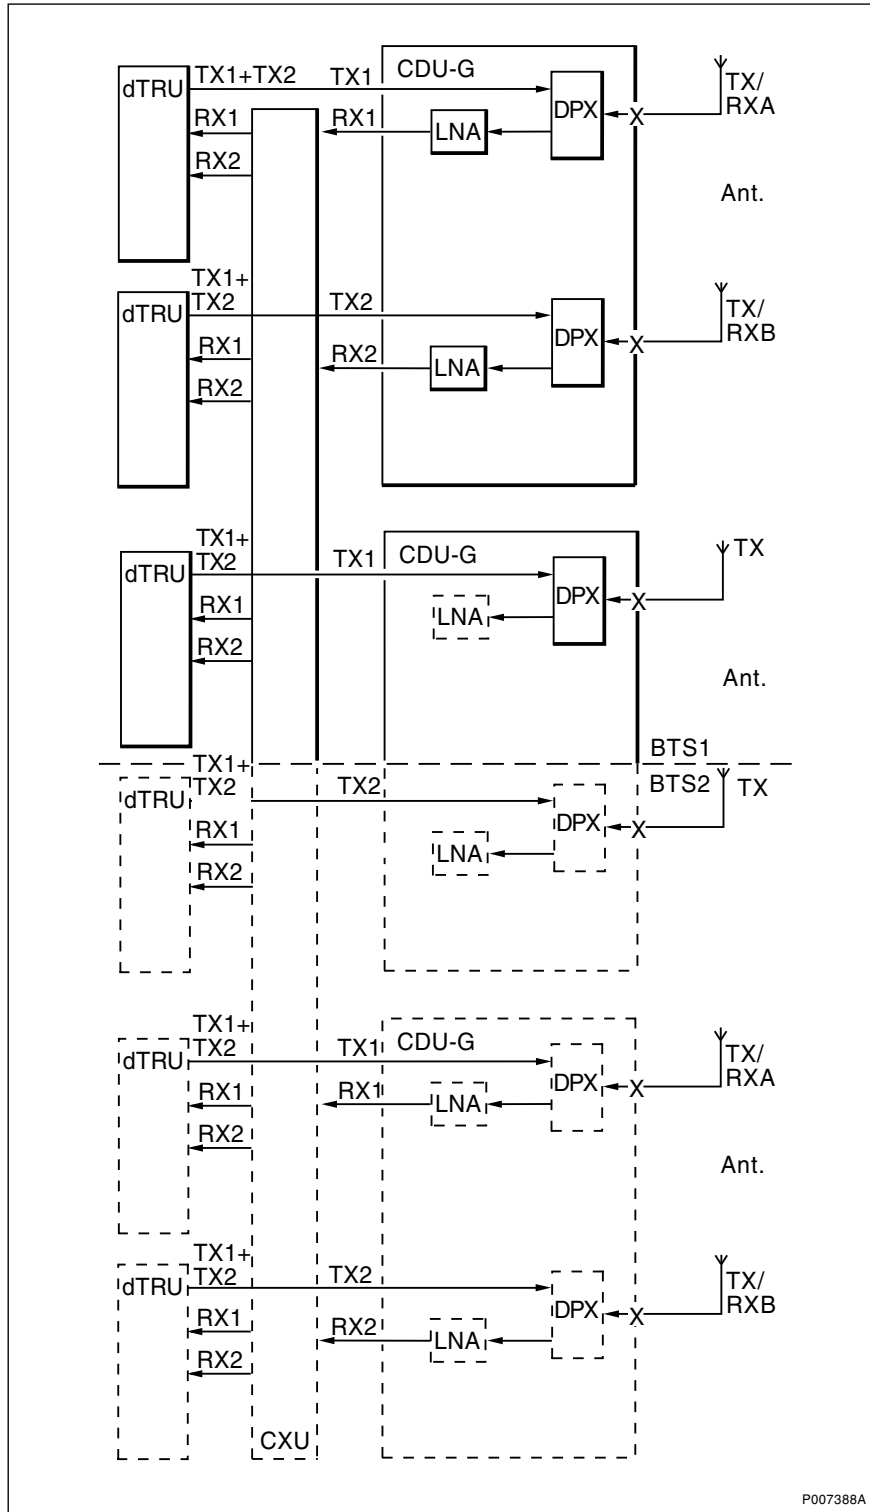 TX1+TX2 TX1 CDU-G TX/
dTRU DPX RXA
RX1 RX1 LNA X
RX2 Ant.
TX1+
dTRU TX2 TX2 DPX TX/
RXB
RX1 RX2 LNA X
RX2
TX1+
dTRU TX2 TX1 CDU-G DPX TX
RX1 LNA X
RX2 Ant.
BTS1
TX1+ BTS2
dTRU TX2 TX2 DPX TX
RX1 LNA X
RX2
TX1+
dTRU TX2 TX1 CDU-G DPX TX/
RXA
RX1 RX1 LNA X
RX2 Ant.
TX1+
dTRU TX2 TX2 DPX TX/
RXB
RX1 RX2 LNA X
RX2
CXU
P007388A